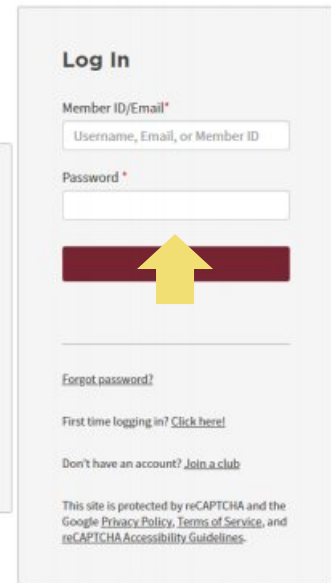 Log In
Member ID/Email*
Username, Email, or Member ID
Password *
Forgot password?
First time logging in? Click here!
Don't have an account? Join a club
This site is protected by reCAPTCHA and the
Google Privacy Policy, Terms of Service, and
reCAPTCHA Accessibility Guidelines.